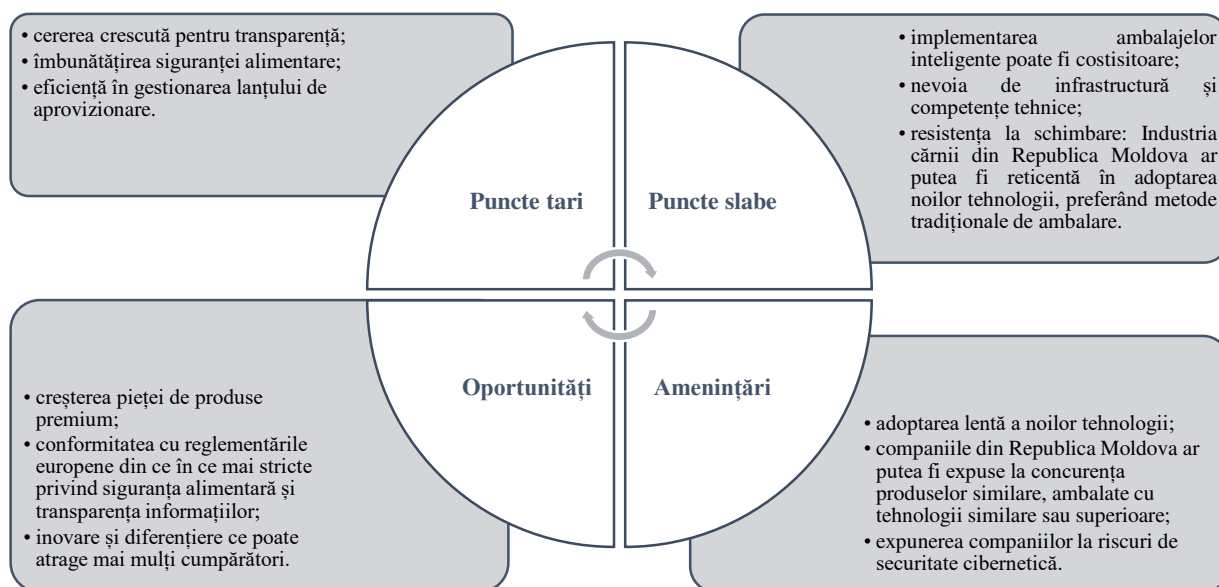 • cererea crescută pentru transparență;
• îmbunătățirea siguranței alimentare;
• eficiență în gestionarea lanțului de
aprovizionare.
• implementarea ambalajelor
inteligente poate fi costisitoare;
• nevoia de infrastructură și
competențe tehnice;
• resistența la schimbare: Industria
cărnii din Republica Moldova ar
putea fi reticentă în adoptarea
noilor tehnologii, preferând metode
tradiționale de ambalare.
Puncte tari
Puncte slabe
Oportunități
Amenințări
• creșterea pieței de produse
premium;
• conformitatea cu reglementările
europene din ce în ce mai stricte
privind siguranța alimentară și
transparența informațiilor;
• inovare și diferențiere ce poate
atrage mai mulți cumpărători.
• adoptarea lentă a noilor tehnologii;
• companiile din Republica Moldova ar
putea fi expuse la concurența
produselor similare, ambalate cu
tehnologii similare sau superioare;
• expunerea companiilor la riscuri de
securitate cibernetică.